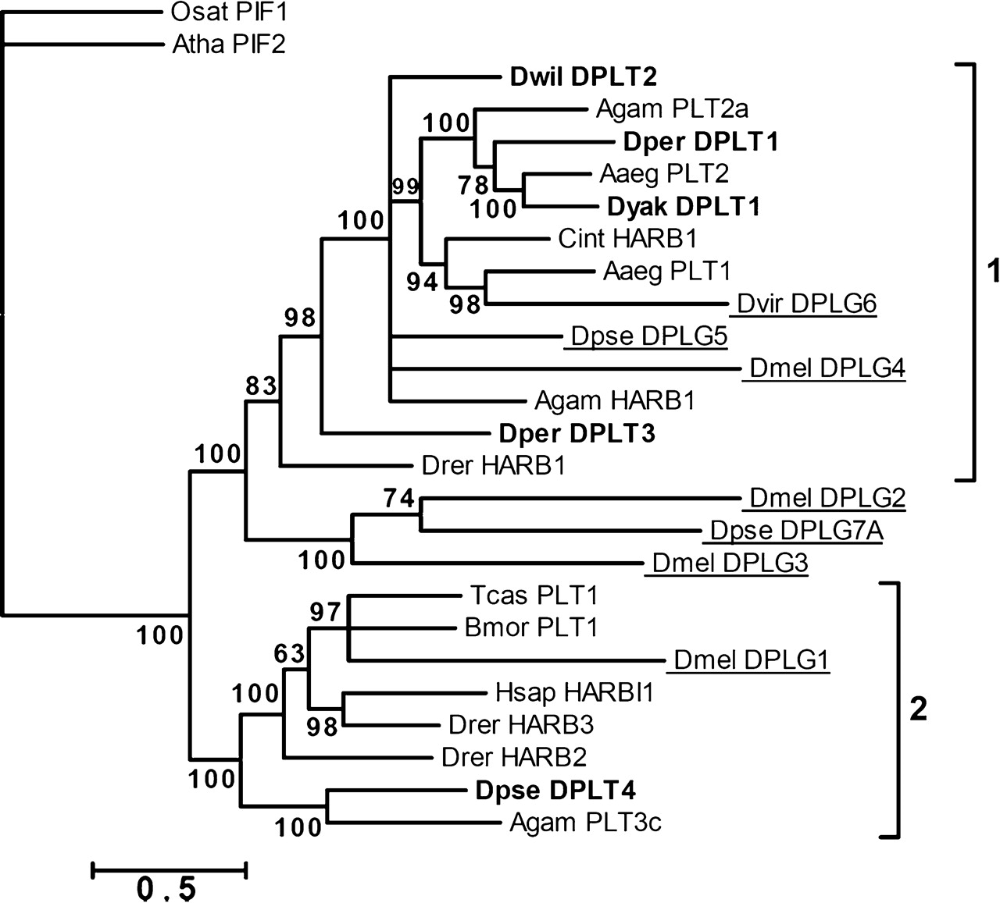 Osat PIF1
Atha PIF2
Dwil DPLT2
Agam PLT2a
100
Dper DPLT1
Aaeg PLT2
99
78
Dyak DPLT1
100
100
Cint HARB1
Aaeg PLT1
1
94
98
Dvir DPLG6
98
Dpse DPLG5
Dmel DPLG4
83
Agam HARB1
Dper DPLT3
100
Drer HARB1
74
Dmel DPLG2
Dpse DPLG7A
100
Dmel DPLG3
Tcas PLT1
97
Bmor PLT1
100
63
Dmel DPLG1
100
Hsap HARBI1
2
98
Drer HARB3
Drer HARB2
100
Dpse DPLT4
100
Agam PLT3c
0.5